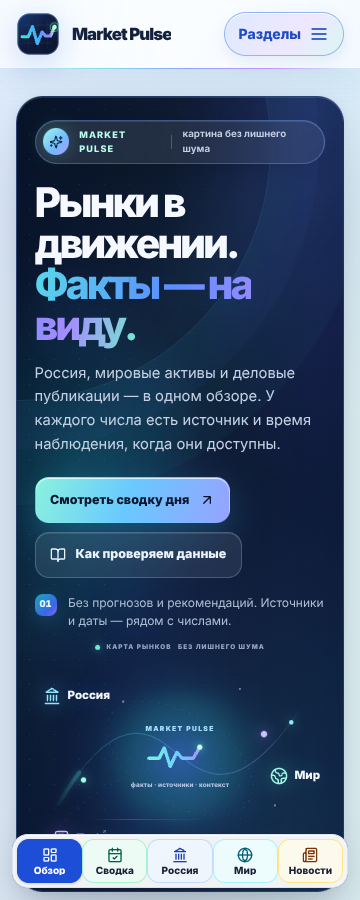 Market Pulse
Разделы
MARKET PULSE
картина без лишнего шума
Рынки в
движении.
Факты — на
виду.
Россия, мировые активы и деловые
публикации — в одном обзоре. У
каждого числа есть источник и время
наблюдения, когда они доступны.
Смотреть сводку дня
Как проверяем данные
01
Без прогнозов и рекомендаций. Источники
и даты — рядом с числами.
КАРТА РЫНКОВ БЕЗ ЛИШНЕГО ШУМА
Россия
MARKET PULSE
факты · источники · контекст
Мир
Обзор
Сводка
Россия
Мир
Новости